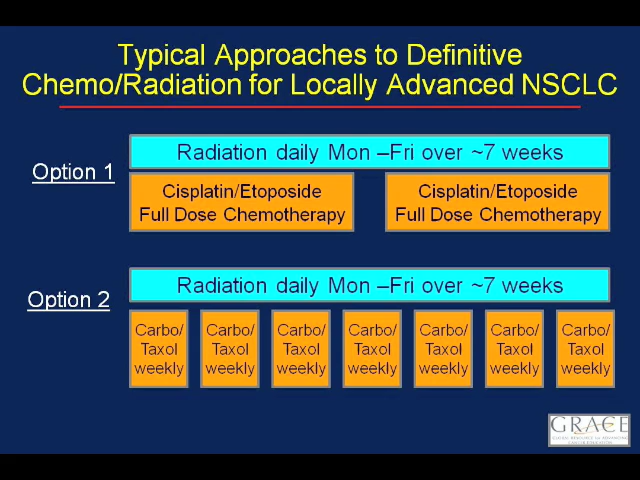 Typical Approaches to Definitive
Chemo/Radiation for Locally Advanced NSCLC
Option 1
Radiation daily Mon –Fri over ~7 weeks
Cisplatin/Etoposide
Full Dose Chemotherapy
Cisplatin/Etoposide
Full Dose Chemotherapy
Option 2
Radiation daily Mon –Fri over ~7 weeks
Carbo/
Taxol
weekly
Carbo/
Taxol
weekly
Carbo/
Taxol
weekly
Carbo/
Taxol
weekly
Carbo/
Taxol
weekly
Carbo/
Taxol
weekly
Carbo/
Taxol
weekly
GRACE